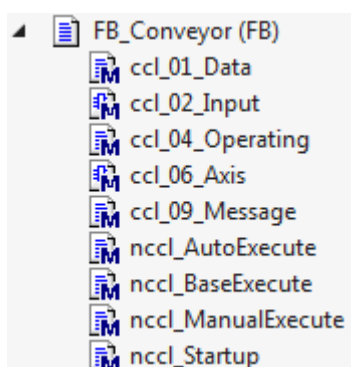 FB_Conveyor (FB)
ccl_01_Data
ccl_02_Input
ccl_04_Operating
ccl_06_Axis
ccl_09_Message
nccl_AutoExecute
nccl_BaseExecute
nccl_ManualExecute
nccl_Startup